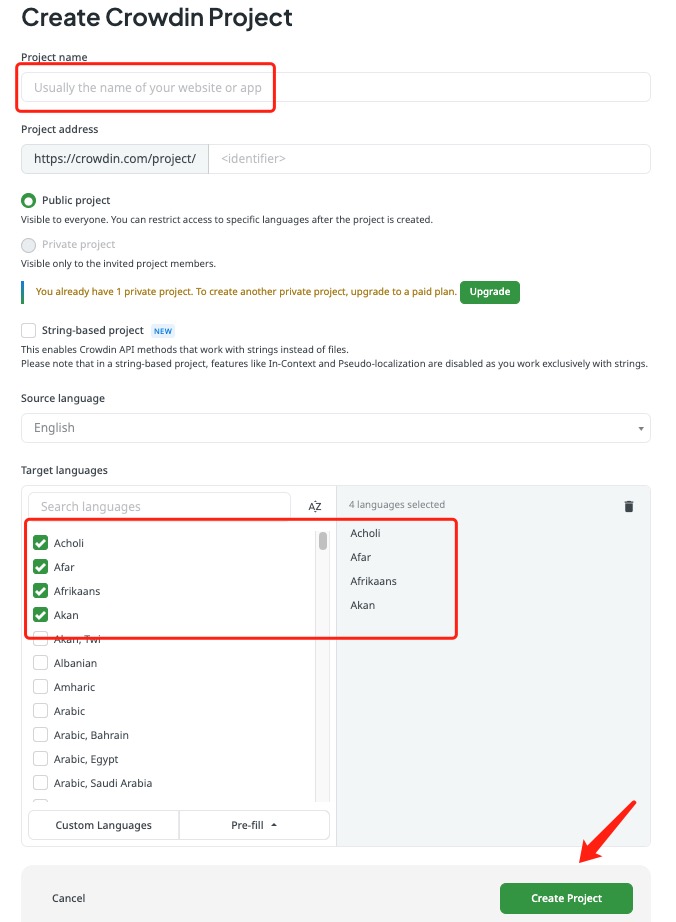 Create Crowdin Project
Project name
Usually the name of your website or app
Project address
https://crowdin.com/project/ <identifier>
Public project
Visible to everyone. You can restrict access to specific languages after the project is created.
Private project
Visible only to the invited project members.
You already have 1 private project. To create another private project, upgrade to a paid plan. Upgrade
String-based project NEW
This enables Crowdin API methods that work with strings instead of files.
Please note that in a string-based project, features like In-Context and Pseudo-localization are disabled as you work exclusively with strings.
Source language
English
Target languages
Search languages
AZ
4 languages selected
Acholi
Afar
Afrikaans
Akan
Akan, Twi
Albanian
Amharic
Arabic
Arabic, Bahrain
Arabic, Egypt
Arabic, Saudi Arabia
Acholi
Afar
Afrikaans
Akan
Custom Languages
Pre-fill
Cancel
Create Project